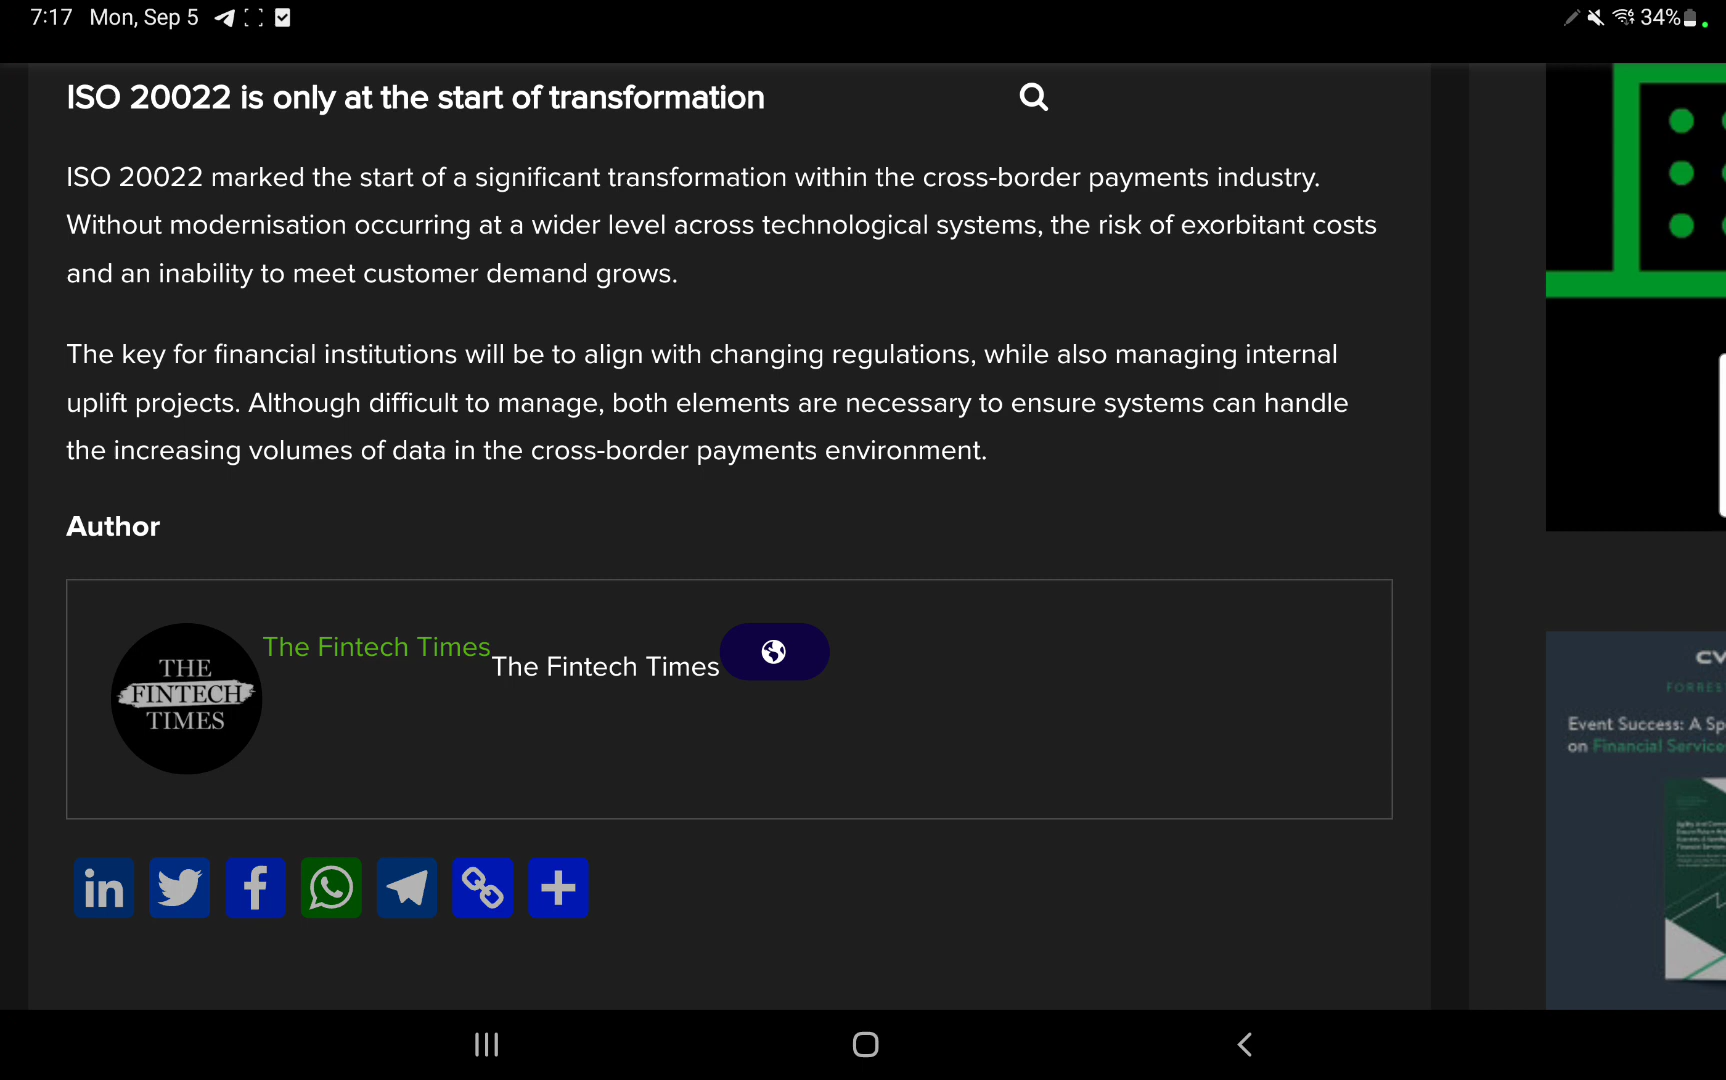 7:17 Mon, Sep 5
34%
ISO 20022 is only at the start of transformation
ISO 20022 marked the start of a significant transformation within the cross-border payments industry.
Without modernisation occurring at a wider level across technological systems, the risk of exorbitant costs
and an inability to meet customer demand grows.
The key for financial institutions will be to align with changing regulations, while also managing internal
uplift projects. Although difficult to manage, both elements are necessary to ensure systems can handle
the increasing volumes of data in the cross-border payments environment.
Author
THE
FINTECH
TIMES
The Fintech Times
The Fintech Times
in
CV
FORRES
Event Success: A Sp
on Financial Service